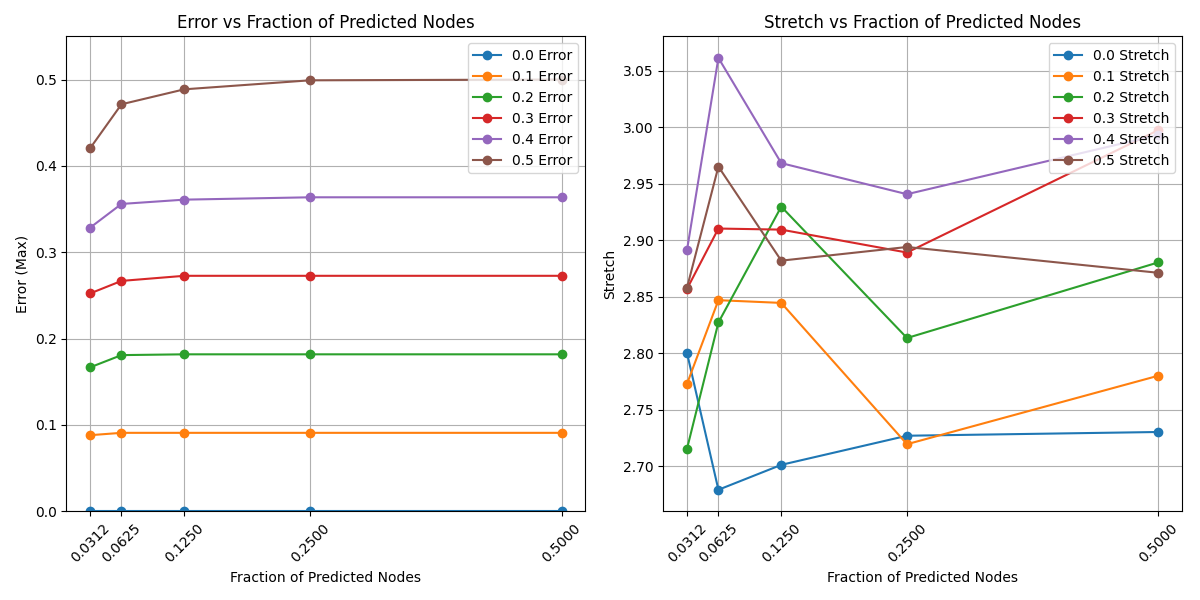 Error vs Fraction of Predicted Nodes
Error (Max)
0.5
0.4
0.3
0.2
0.1
0.0
0.0 Error
0.1 Error
0.2 Error
0.3 Error
0.4 Error
0.5 Error
0.0312
0.0625
0.1250
0.2500
0.5000
Fraction of Predicted Nodes
Stretch vs Fraction of Predicted Nodes
Stretch
3.05
3.00
2.95
2.90
2.85
2.80
2.75
2.70
0.0 Stretch
0.1 Stretch
0.2 Stretch
0.3 Stretch
0.4 Stretch
0.5 Stretch
0.0312
0.0625
0.1250
0.2500
0.5000
Fraction of Predicted Nodes